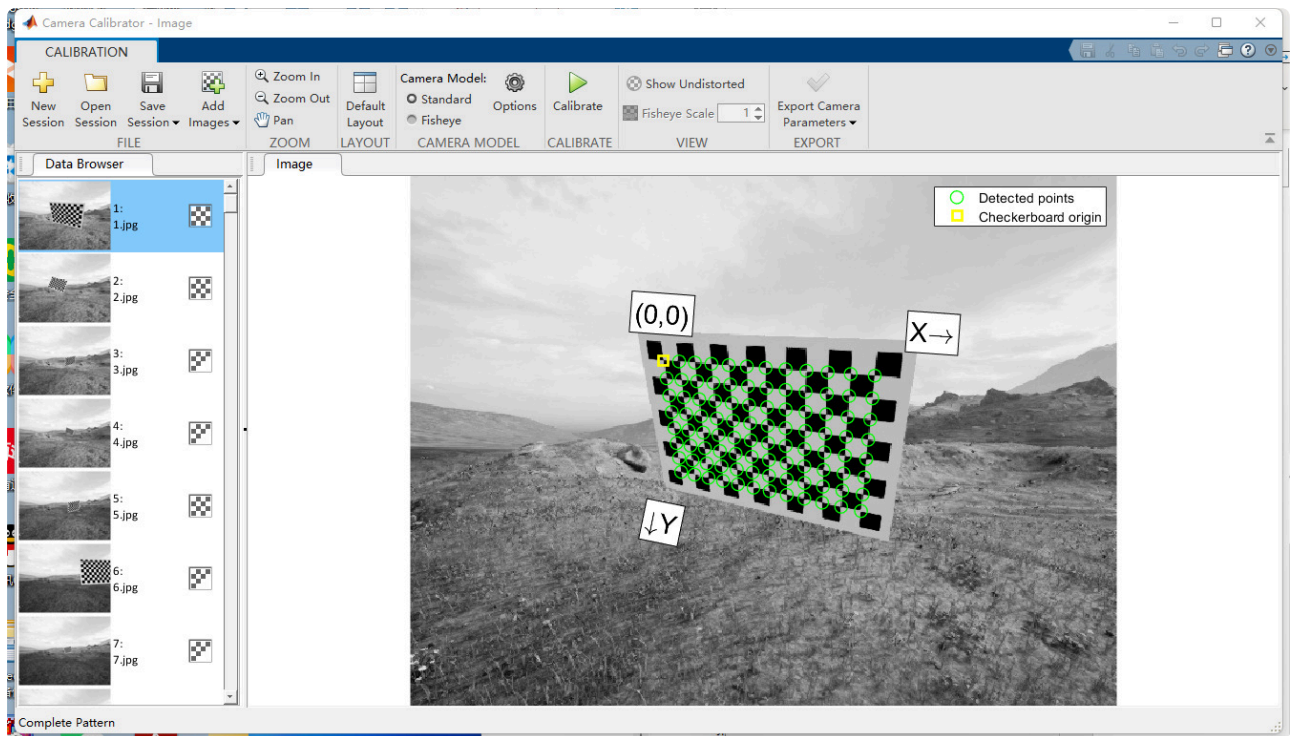 Camera Calibrator - Image
CALIBRATION
New Session
Open Session
Save Session
Add Images
FILE
Zoom In
Zoom Out
Pan
ZOOM
Default Layout
LAYOUT
Camera Model:
Standard
Fisheye
Options
CAMERA MODEL
Calibrate
CALIBRATE
Show Undistorted
Fisheye Scale 1
VIEW
Export Camera Parameters
EXPORT
Data Browser
Image
1:
1.jpg
2:
2.jpg
3:
3.jpg
4:
4.jpg
5:
5.jpg
6:
6.jpg
7:
7.jpg
Detected points
Checkerboard origin
(0,0)
X→
↓Y
Complete Pattern